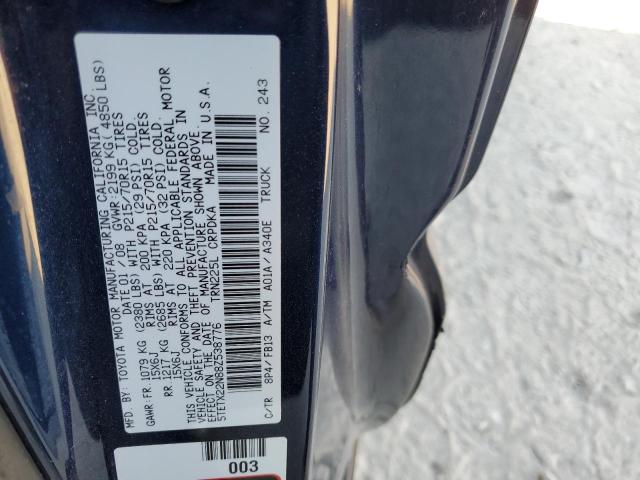 MFD BY: TOYOTA MOTOR MANUFACTURING CALIFORNIA, INC.
DATE 01 / 08 GVWR 2199 KG( 4850 LBS)
GAWR: FR 1079 KG (2380 LBS) WITH P215/70R15 TIRES
15X6J RIMS AT 200 KPA (29 PSI) COLD.
RR 1217 KG (2685 LBS) WITH P215/70R15 TIRES
15X6J RIMS AT 220 KPA (32 PSI) COLD.
THIS VEHICLE CONFORMS TO ALL APPLICABLE FEDERAL MOTOR
VEHICLE SAFETY AND THEFT PREVENTION STANDARDS IN
EFFECT ON THE DATE OF MANUFACTURE SHOWN ABOVE.
5TETX22N88Z538776 TRN225L CRPDKA MADE IN U.S.A.
C/TR 8P4/FB13 A/TM A01A/A340E TRUCK NO. 243
003